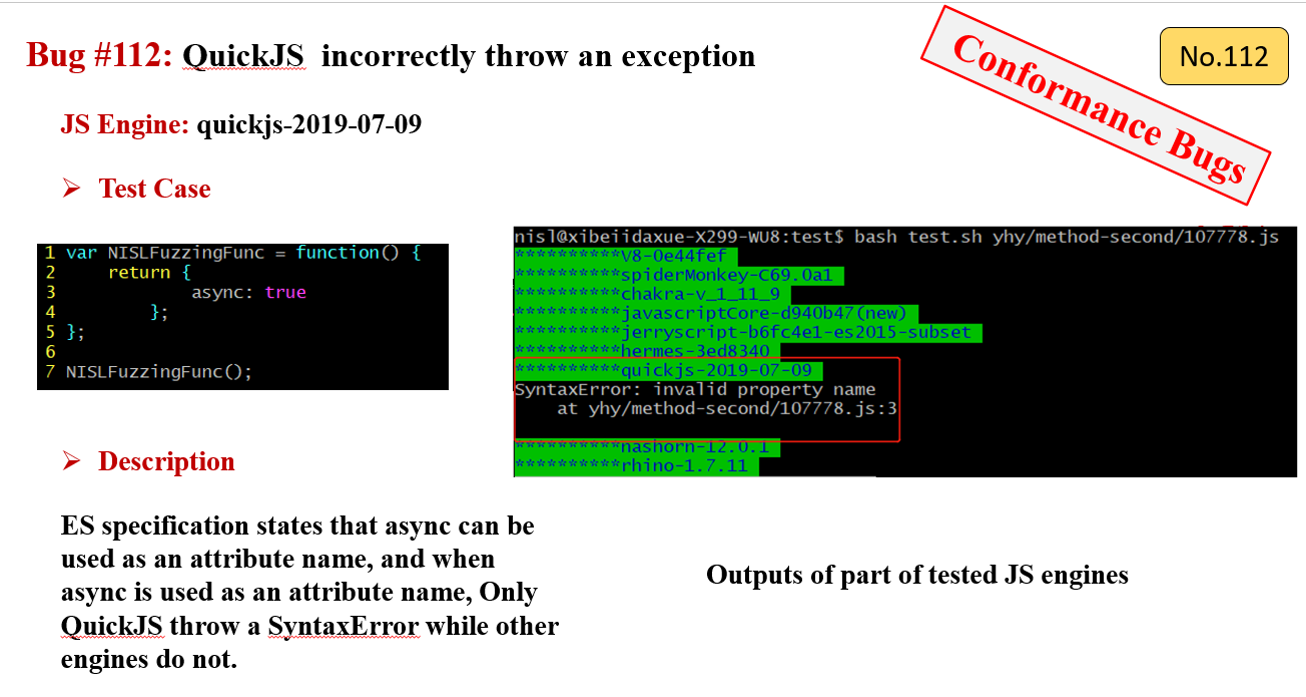 Bug #112: QuickJS incorrectly throw an exception
Conformance Bugs
No.112
JS Engine: quickjs-2019-07-09
➢ Test Case
1 var NISLFuzzingFunc = function() {
2     return {
3             async: true
4         };
5 };
6
7 NISLFuzzingFunc();
nisl@xibeiidaxue-X299-WU8:test$ bash test.sh yhy/method-second/107778.js
**********V8-0e44fef
**********spiderMonkey-C69.0a1
**********chakra-v_1_11_9
**********javascriptCore-d940b47(new)
**********jerryscript-b6fc4e1-es2015-subset
**********hermes-3ed8340
**********quickjs-2019-07-09
SyntaxError: invalid property name
    at yhy/method-second/107778.js:3
**********nashorn-12.0.1
**********rhino-1.7.11
➢ Description
ES specification states that async can be
used as an attribute name, and when
async is used as an attribute name, Only
QuickJS throw a SyntaxError while other
engines do not.
Outputs of part of tested JS engines